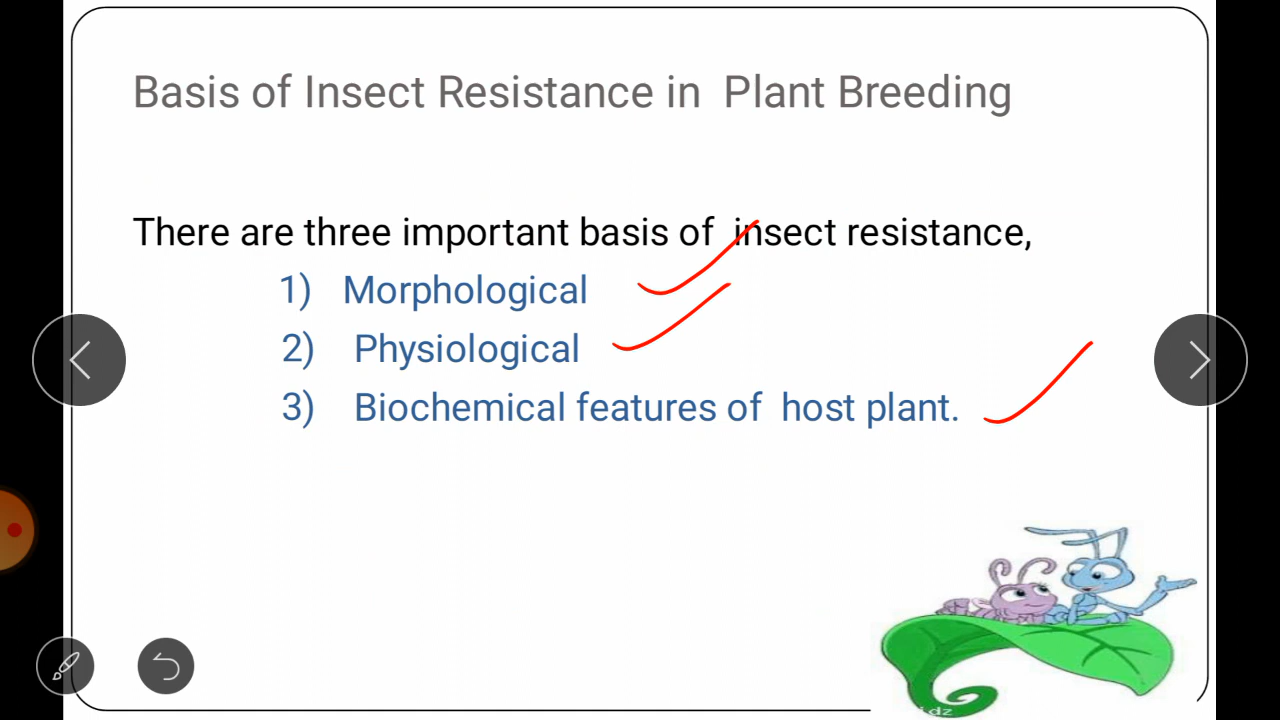 Basis of Insect Resistance in Plant Breeding
There are three important basis of insect resistance,
1) Morphological
2) Physiological
3) Biochemical features of host plant.